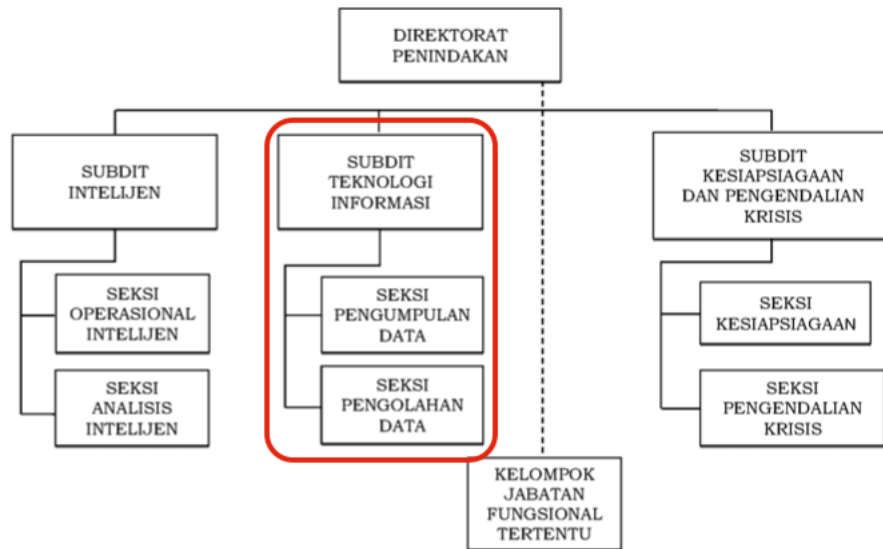 DIREKTORAT
PENINDAKAN
SUBDIT
INTELIJEN
SEKSI
OPERASIONAL
INTELIJEN
SEKSI
ANALISIS
INTELIJEN
SUBDIT
TEKNOLOGI
INFORMASI
SEKSI
PENGUMPULAN
DATA
SEKSI
PENGOLAHAN
DATA
KELOMPOK
JABATAN
FUNGSIONAL
TERTENTU
SUBDIT
KESIAPSIAGAAN
DAN PENGENDALIAN
KRISIS
SEKSI
KESIAPSIAGAAN
SEKSI
PENGENDALIAN
KRISIS